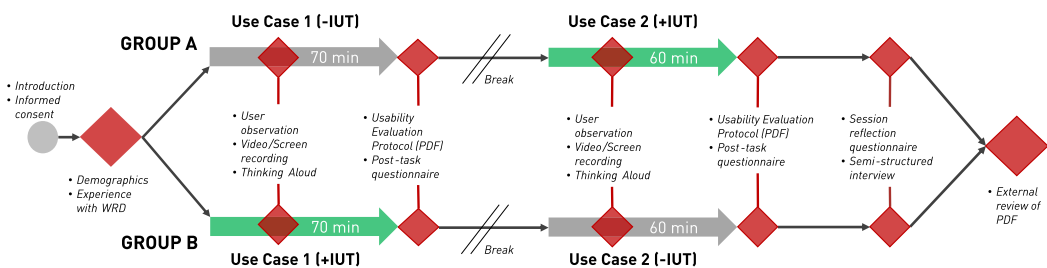 Use Case 1 (-IUT)
Use Case 2 (+IUT)
GROUP A
70 min
60 min
Break
• Introduction
• Informed
consent
• User
observation
• Video/Screen
recording
• Thinking Aloud
• Usability
Evaluation
Protocol (PDF)
• Post-task
questionnaire
• User
observation
• Video/Screen
recording
• Thinking Aloud
• Usability Evaluation
Protocol (PDF)
• Post-task
questionnaire
• Session
reflection
questionnaire
• Semi-structured
interview
• Demographics
• Experience
with WRD
• External
review of
PDF
GROUP B
70 min
60 min
Break
Use Case 1 (+IUT)
Use Case 2 (-IUT)